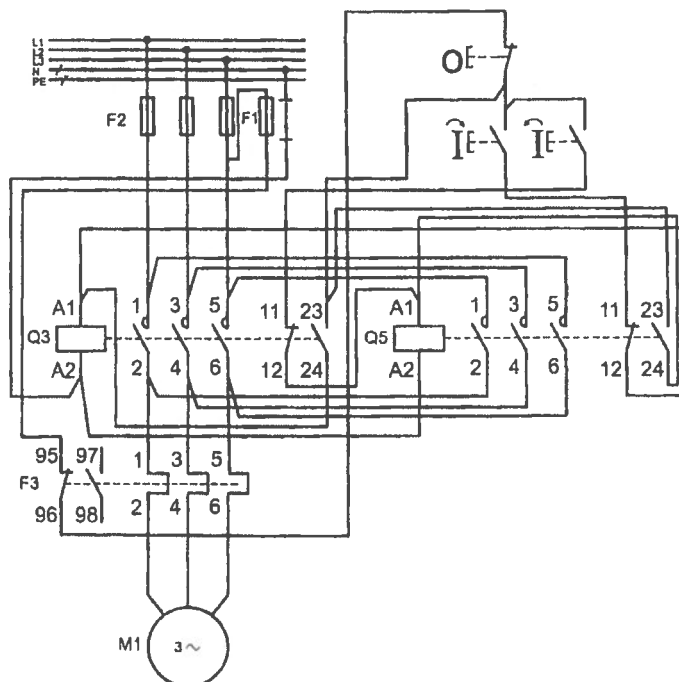 L1
L2
L3
N
PE
F2
F1
O
I I
A1 1 3 5 11 23 A1 1 3 5 11 23
Q3 Q5
A2 2 4 6 12 24 A2 2 4 6 12 24
95 97 1 3 5
F3
96 98 2 4 6
M1 3 ~